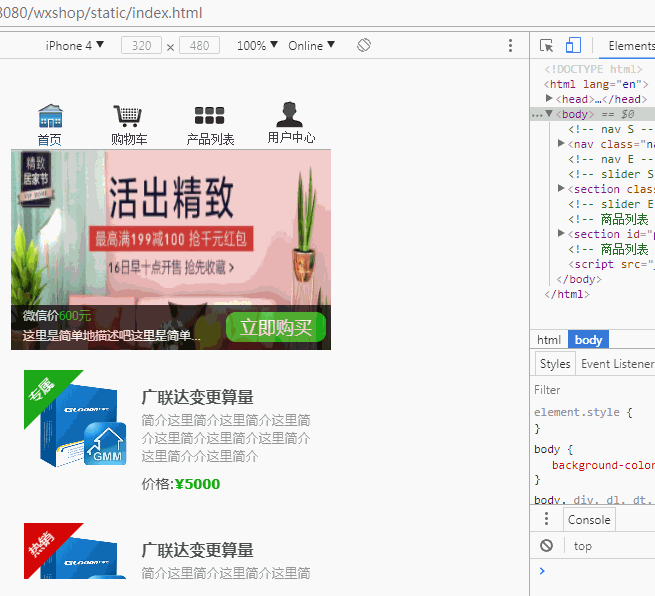 8080/wxshop/static/index.html
iPhone 4 ▼ 320 × 480 100% ▼ Online ▼
Elements
<!DOCTYPE html>
<html lang="en">
▶<head>…</head>
…▼<body> == $0
<!-- nav S --
▶<nav class="na
<!-- nav E --
<!-- slider S
▶<section class
<!-- slider E
<!-- 商品列表
▶<section id="p
<!-- 商品列表
<script src="
</body>
</html>
首页 购物车 产品列表 用户中心
精致
居家节
VIP HOME
活出精致
最高满199减100 抢千元红包
16日早十点开售 抢先收藏 >
微信价600元
这里是简单地描述吧这里是简单...
立即购买
专属
GMM
广联达变更算量
简介这里简介这里简介这里简
介这里简介这里简介这里简介
这里简介介这里简介
价格:¥5000
热销
广联达变更算量
简介这里简介这里简介这里简
html body
Styles Event Listener
Filter
element.style {
}
body {
background-color
}
body, div, dl, dt,
Console
top
>